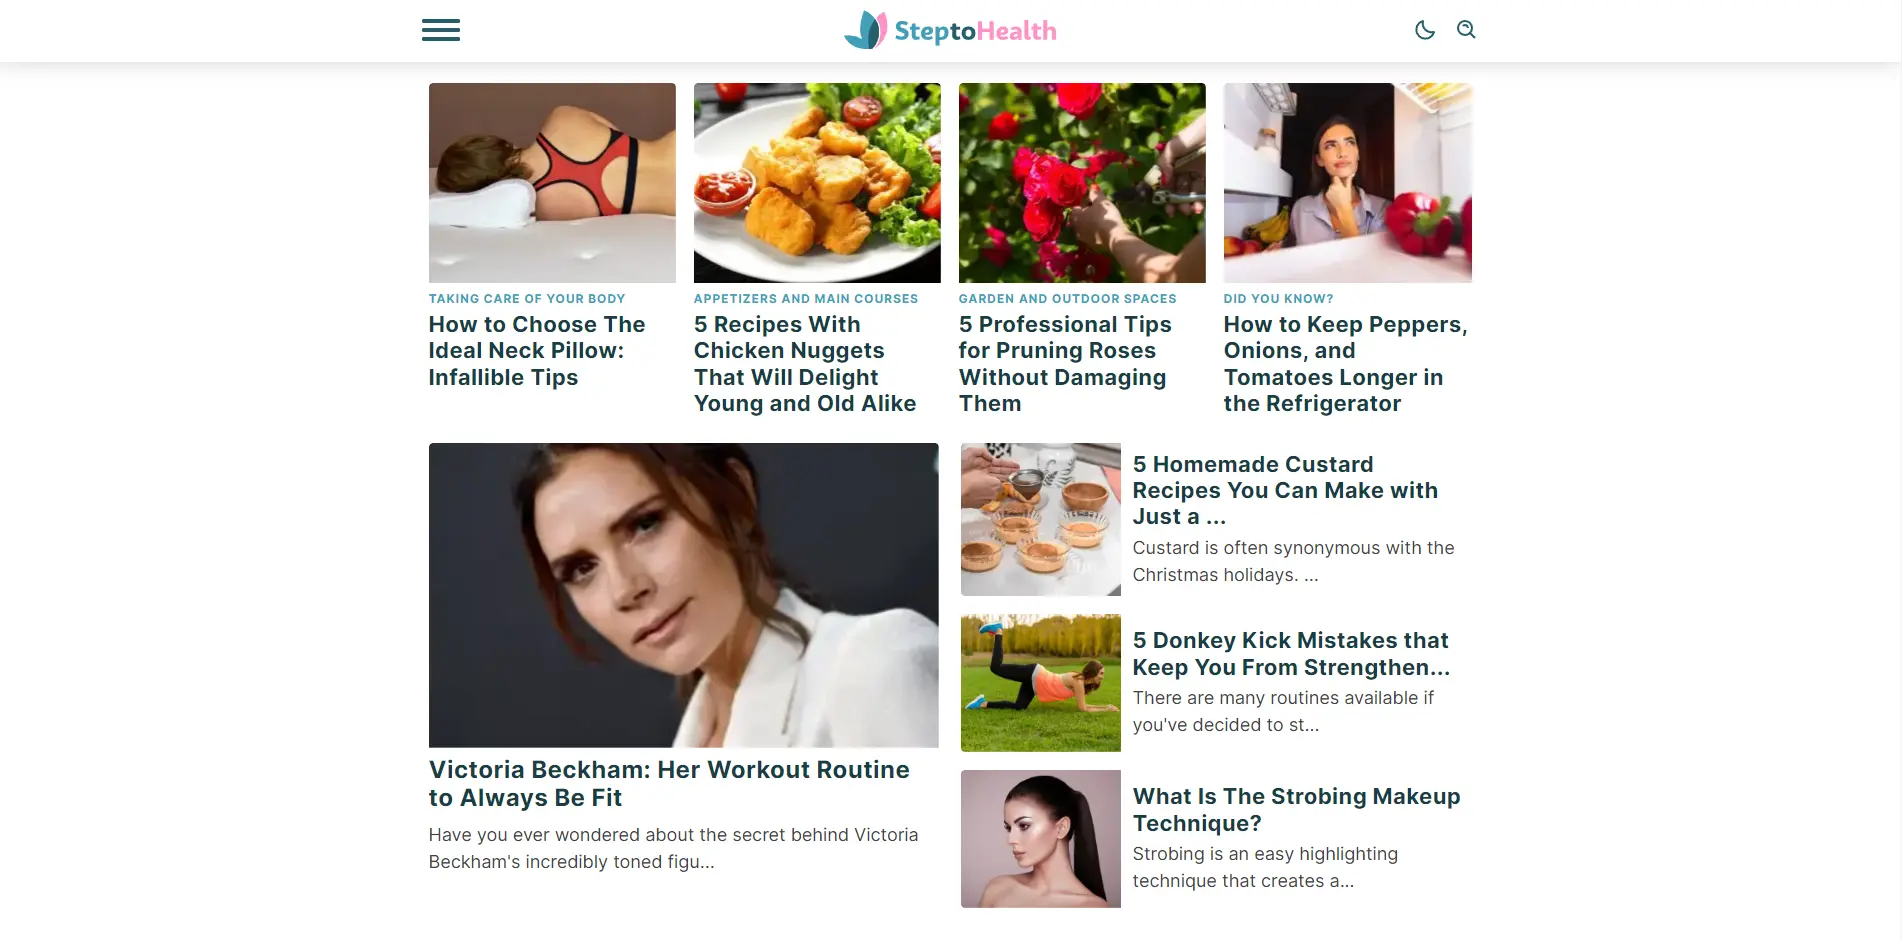 SteptoHealth
TAKING CARE OF YOUR BODY
How to Choose The
Ideal Neck Pillow:
Infallible Tips
APPETIZERS AND MAIN COURSES
5 Recipes With
Chicken Nuggets
That Will Delight
Young and Old Alike
GARDEN AND OUTDOOR SPACES
5 Professional Tips
for Pruning Roses
Without Damaging
Them
DID YOU KNOW?
How to Keep Peppers,
Onions, and
Tomatoes Longer in
the Refrigerator
Victoria Beckham: Her Workout Routine
to Always Be Fit
Have you ever wondered about the secret behind Victoria
Beckham's incredibly toned figu...
5 Homemade Custard
Recipes You Can Make with
Just a ...
Custard is often synonymous with the
Christmas holidays. ...
5 Donkey Kick Mistakes that
Keep You From Strengthen...
There are many routines available if
you've decided to st...
What Is The Strobing Makeup
Technique?
Strobing is an easy highlighting
technique that creates a...